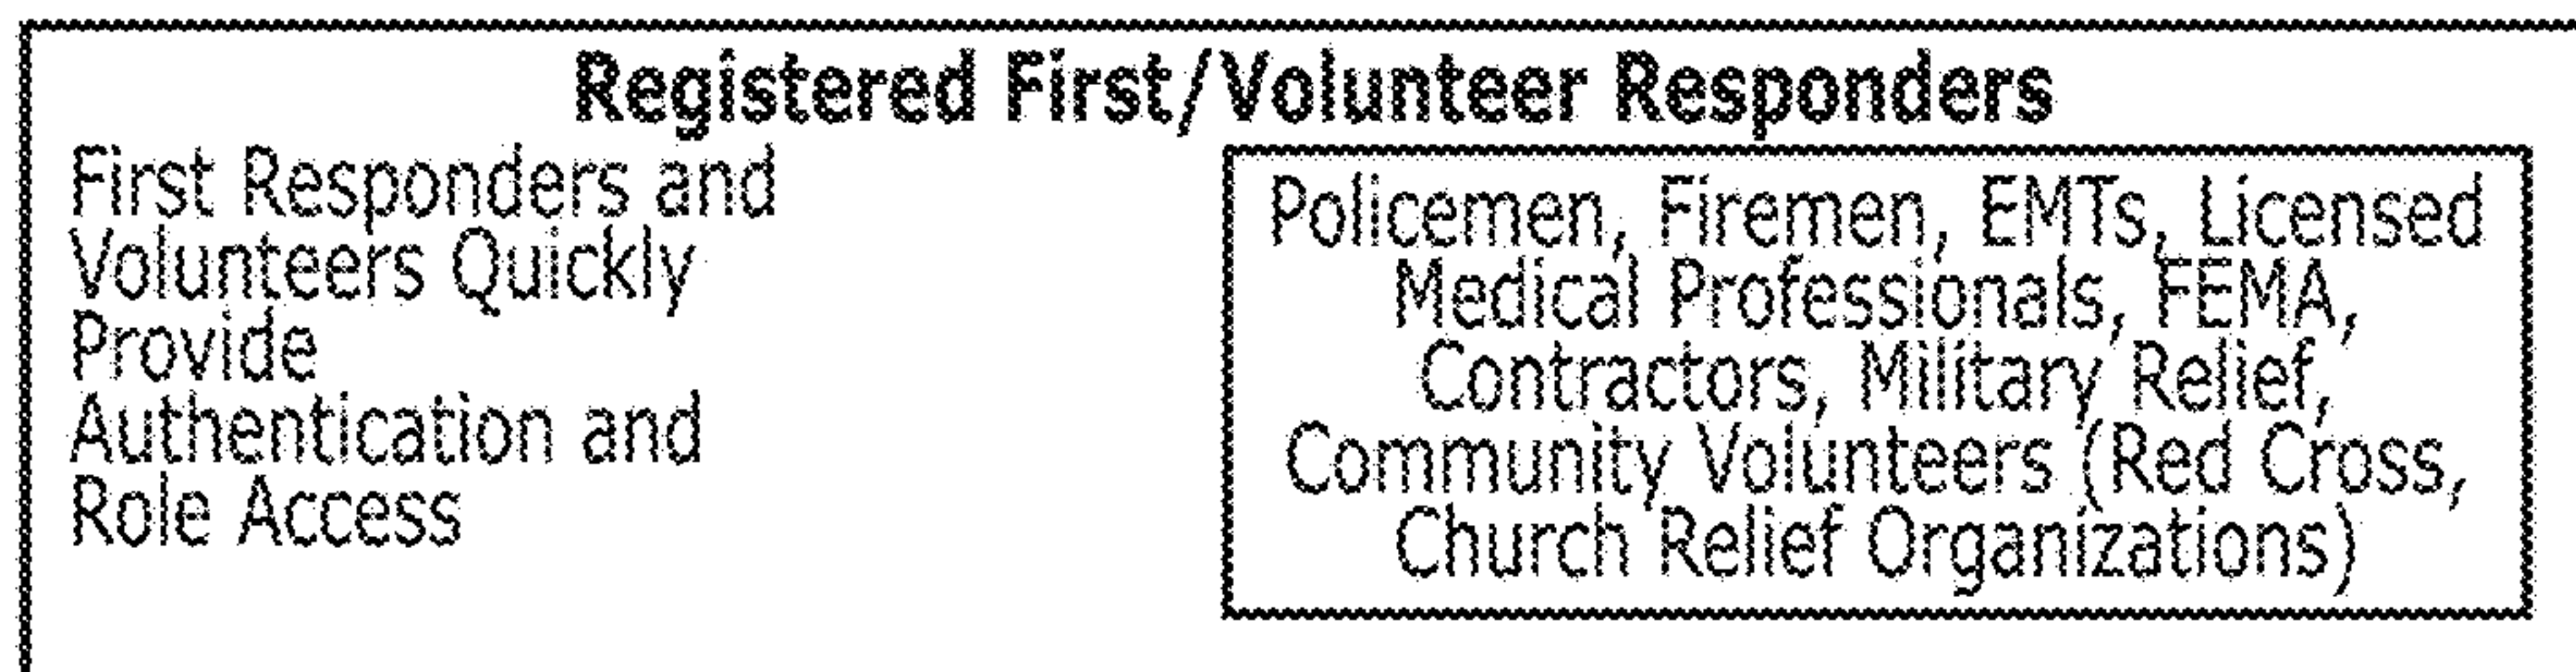 Registered First/Volunteer Responders
First Responders and
Volunteers Quickly
Provide
Authentication and
Role Access
Policemen, Firemen, EMTs, Licensed
Medical Professionals, FEMA,
Contractors, Military Relief,
Community Volunteers (Red Cross,
Church Relief Organizations)